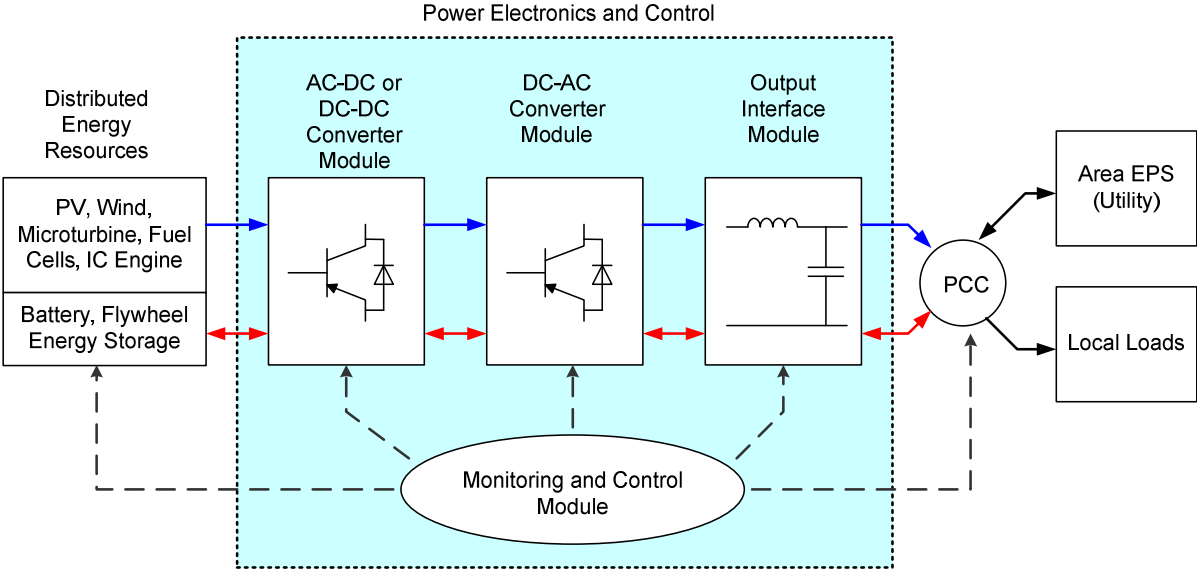 Power Electronics and Control
Distributed
Energy
Resources
AC-DC or
DC-DC
Converter
Module
DC-AC
Converter
Module
Output
Interface
Module
PV, Wind,
Microturbine, Fuel
Cells, IC Engine
Battery, Flywheel
Energy Storage
PCC
Area EPS
(Utility)
Local Loads
Monitoring and Control
Module